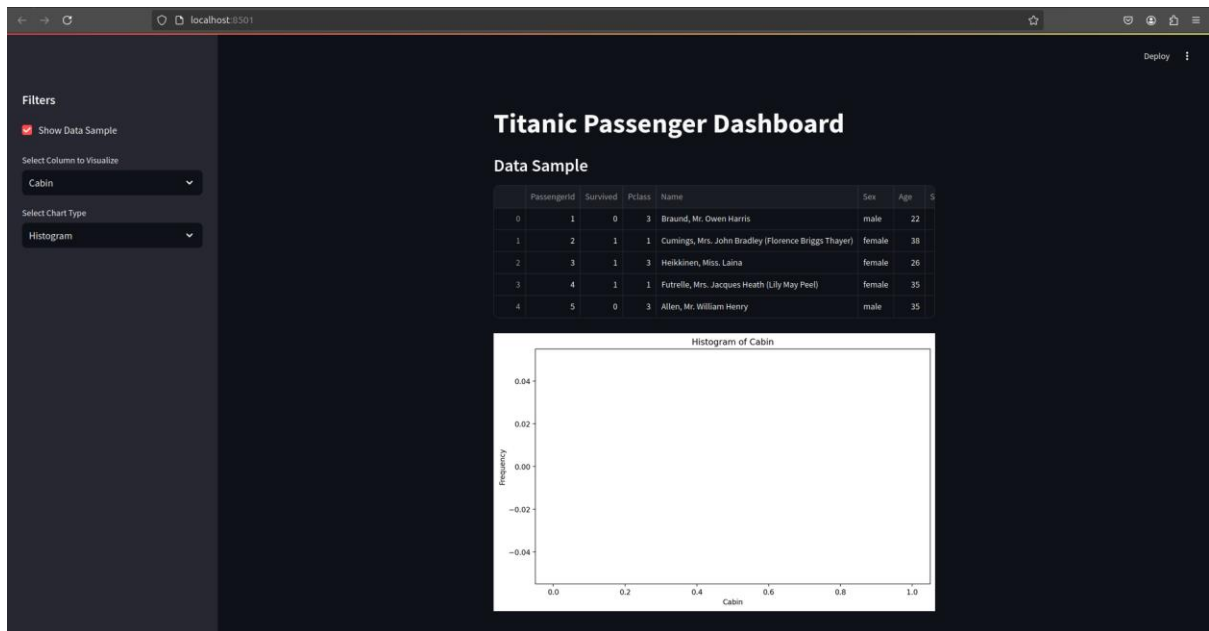 localhost:8501
Deploy
Filters
Show Data Sample
Select Column to Visualize
Cabin
Select Chart Type
Histogram
Titanic Passenger Dashboard
Data Sample
PassengerId Survived Pclass Name Sex Age S
0 1 0 3 Braund, Mr. Owen Harris male 22
1 2 1 1 Cumings, Mrs. John Bradley (Florence Briggs Thayer) female 38
2 3 1 3 Heikkinen, Miss. Laina female 26
3 4 1 1 Futrelle, Mrs. Jacques Heath (Lily May Peel) female 35
4 5 0 3 Allen, Mr. William Henry male 35
Histogram of Cabin
0.04
0.02
0.00
−0.02
−0.04
Frequency
0.0 0.2 0.4 0.6 0.8 1.0
Cabin